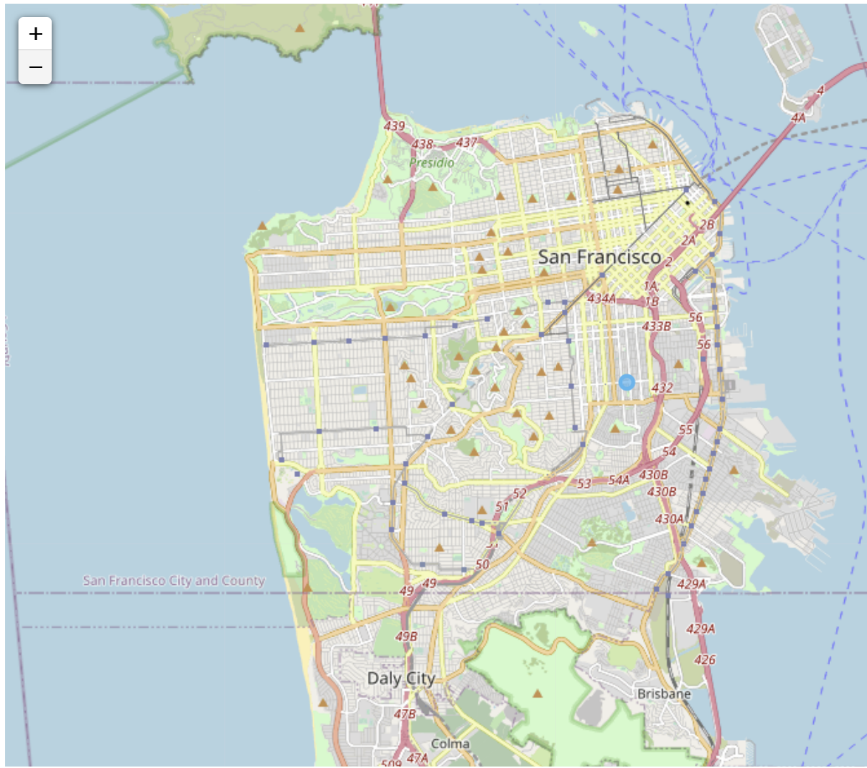 +
−
4
4A
439
438
437
Presidio
2B
2A
San Francisco
2
1A
434A
1B
56
433B
56
432
55
54
430B
53
54A
52
430B
51
430A
50
San Francisco City and County
49
49
429A
49B
429A
426
Daly City
Brisbane
47B
Colma
47A
509